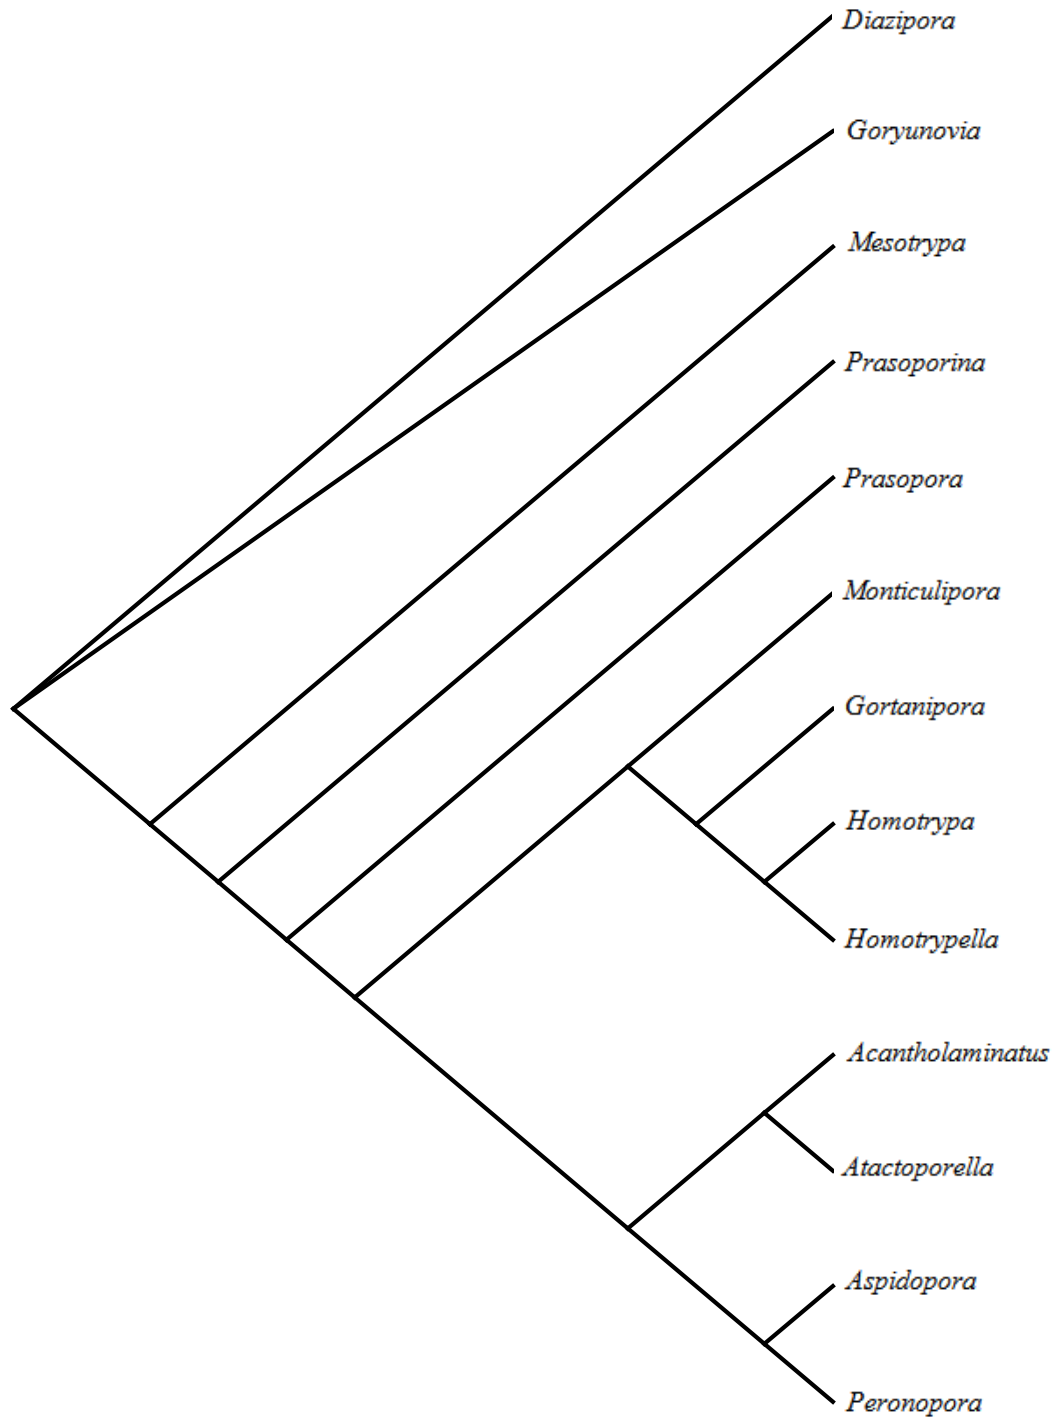 Diazipora
Goryunovia
Mesotrypa
Prasoporina
Prasopora
Monticulipora
Gortanipora
Homotrypa
Homotrypella
Acantholaminatus
Atactoporella
Aspidopora
Peronopora